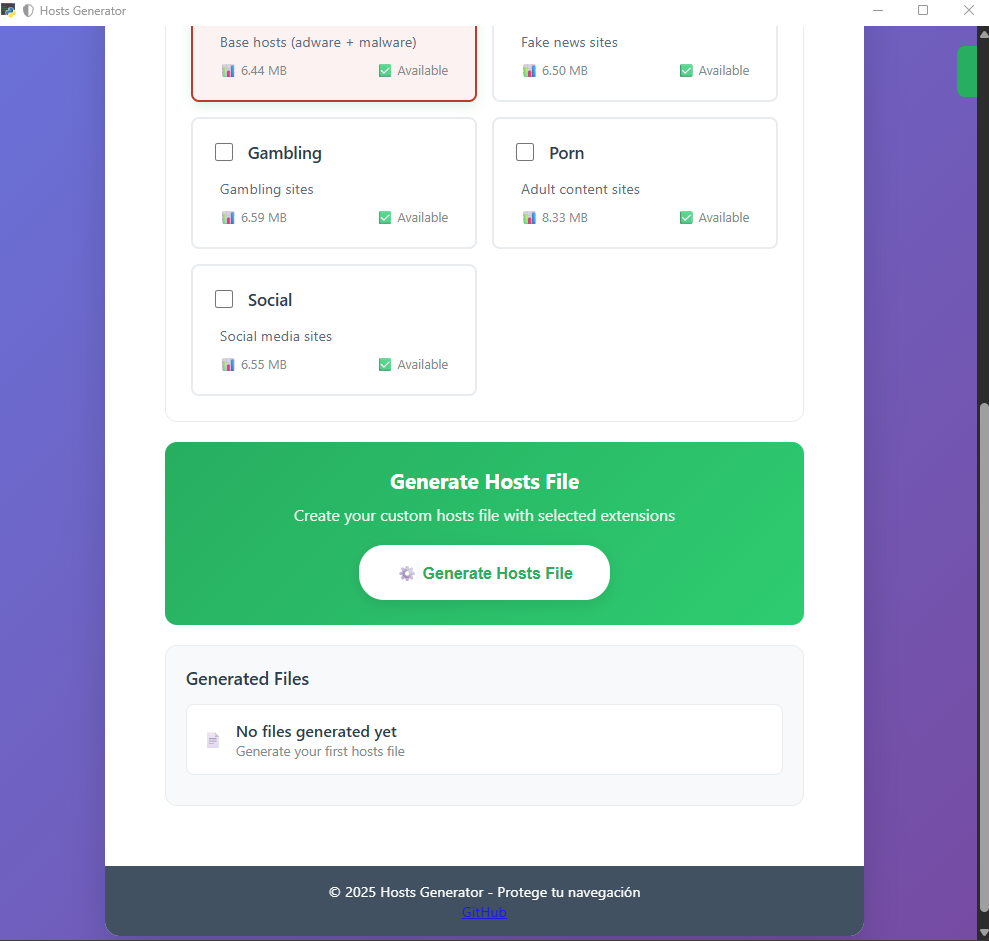 Hosts Generator
Base hosts (adware + malware)
6.44 MB Available
Fake news sites
6.50 MB Available
Gambling
Gambling sites
6.59 MB Available
Porn
Adult content sites
8.33 MB Available
Social
Social media sites
6.55 MB Available
Generate Hosts File
Create your custom hosts file with selected extensions
Generate Hosts File
Generated Files
No files generated yet
Generate your first hosts file
© 2025 Hosts Generator - Protege tu navegación
GitHub